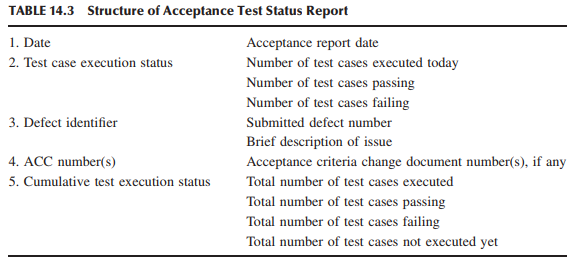 TABLE 14.3 Structure of Acceptance Test Status Report
1. Date Acceptance report date
2. Test case execution status Number of test cases executed today
Number of test cases passing
Number of test cases failing
3. Defect identifier Submitted defect number
Brief description of issue
4. ACC number(s) Acceptance criteria change document number(s), if any
5. Cumulative test execution status Total number of test cases executed
Total number of test cases passing
Total number of test cases failing
Total number of test cases not executed yet